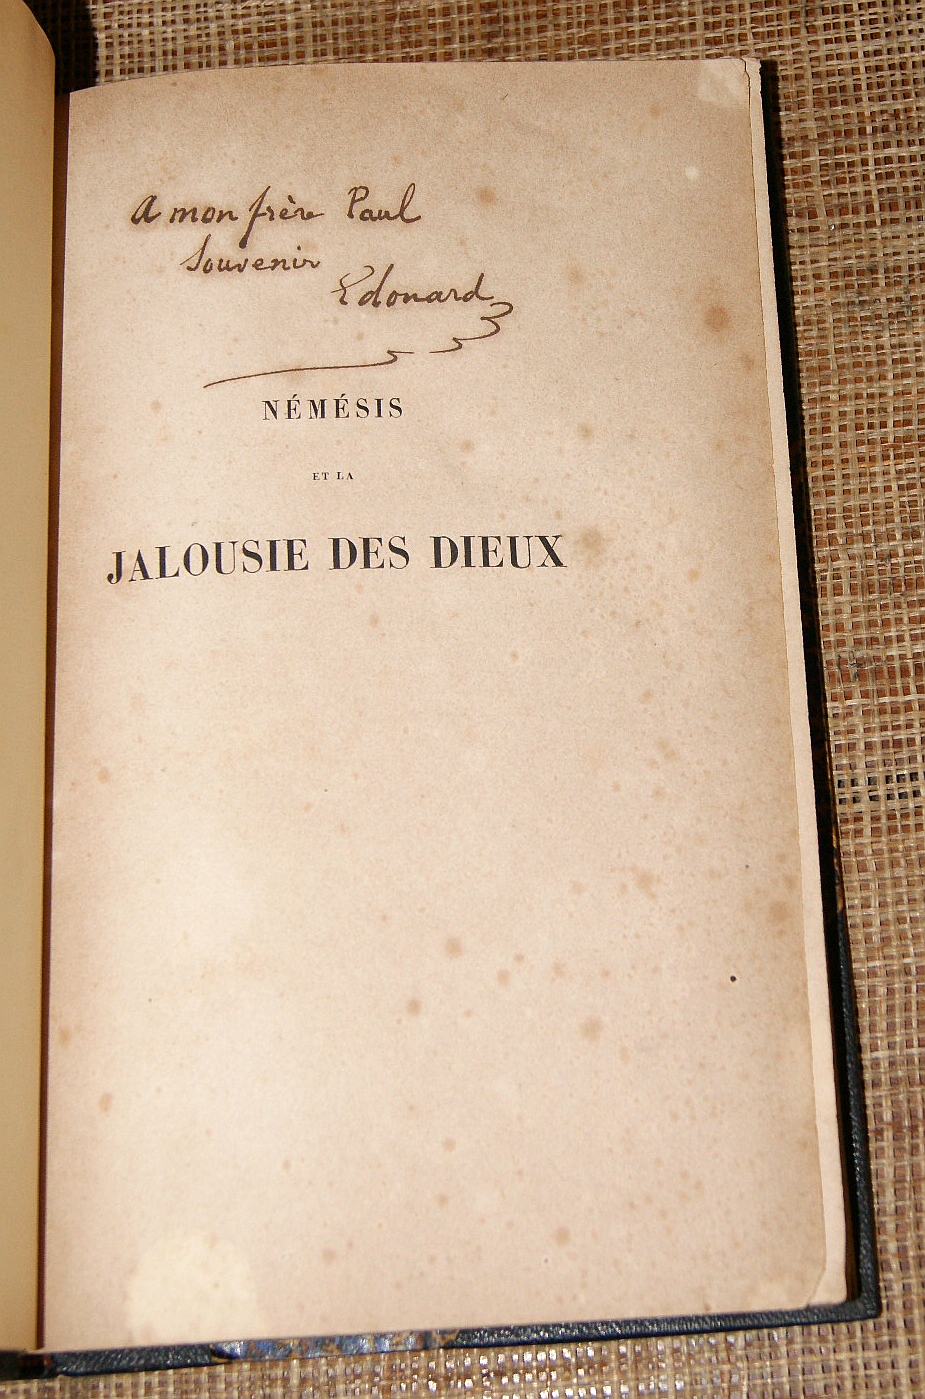 A mon frère Paul
Souvenir
Edouard
NÉMÉSIS
ET LA
JALOUSIE DES DIEUX